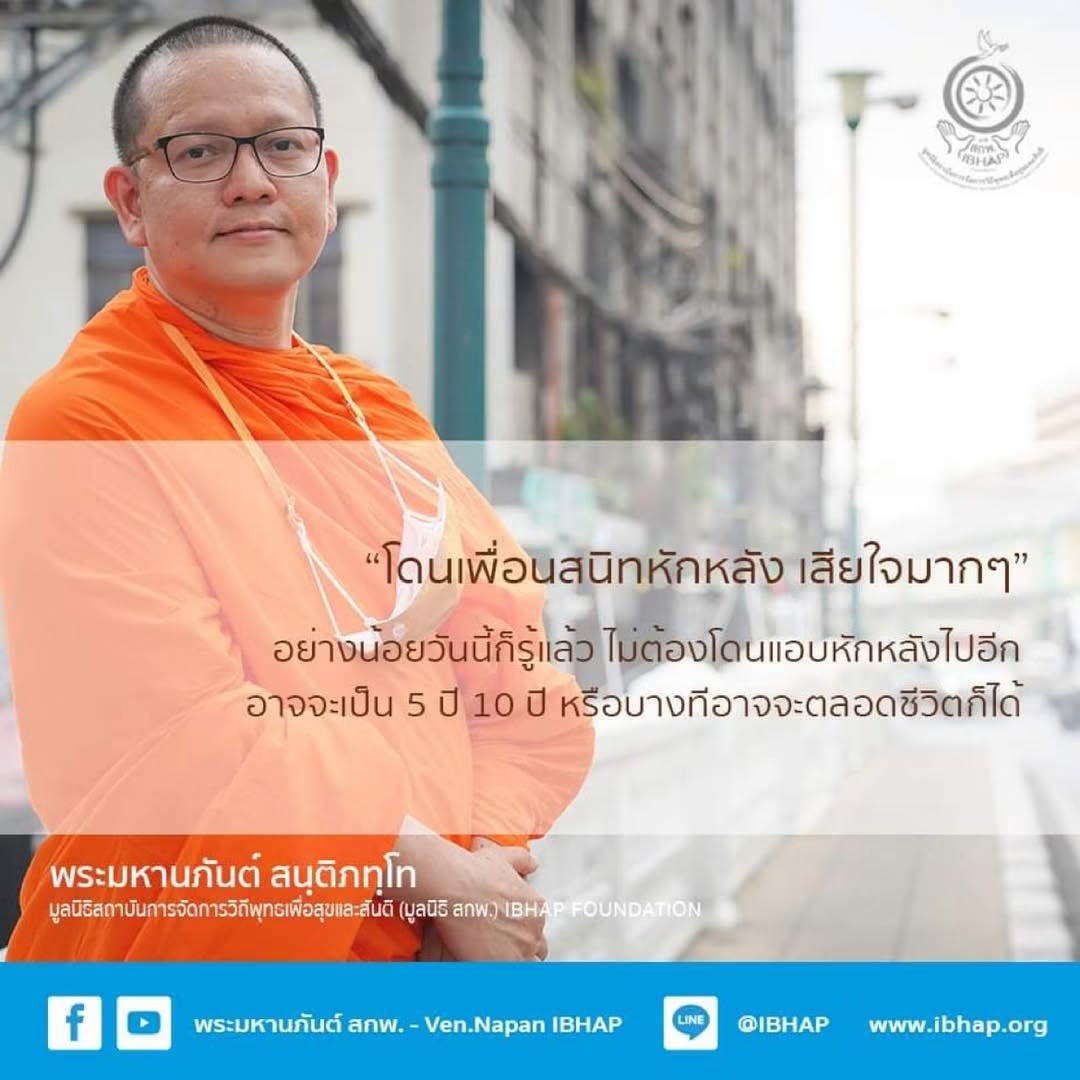 สกพ.
IBHAP
“โดนเพื่อนสนิทหักหลัง เสียใจมากๆ”
อย่างน้อยวันนี้ก็รู้แล้ว ไม่ต้องโดนแอบหักหลังไปอีก
อาจจะเป็น 5 ปี 10 ปี หรือบางทีอาจจะตลอดชีวิตก็ได้
พระมหานภันต์ สนฺติภทฺโท
มูลนิธิสถาบันการจัดการวิถีพุทธเพื่อสุขและสันติ (มูลนิธิ สกพ.) IBHAP FOUNDATION
f พระมหานภันต์ สกพ. - Ven.Napan IBHAP LINE @IBHAP www.ibhap.org